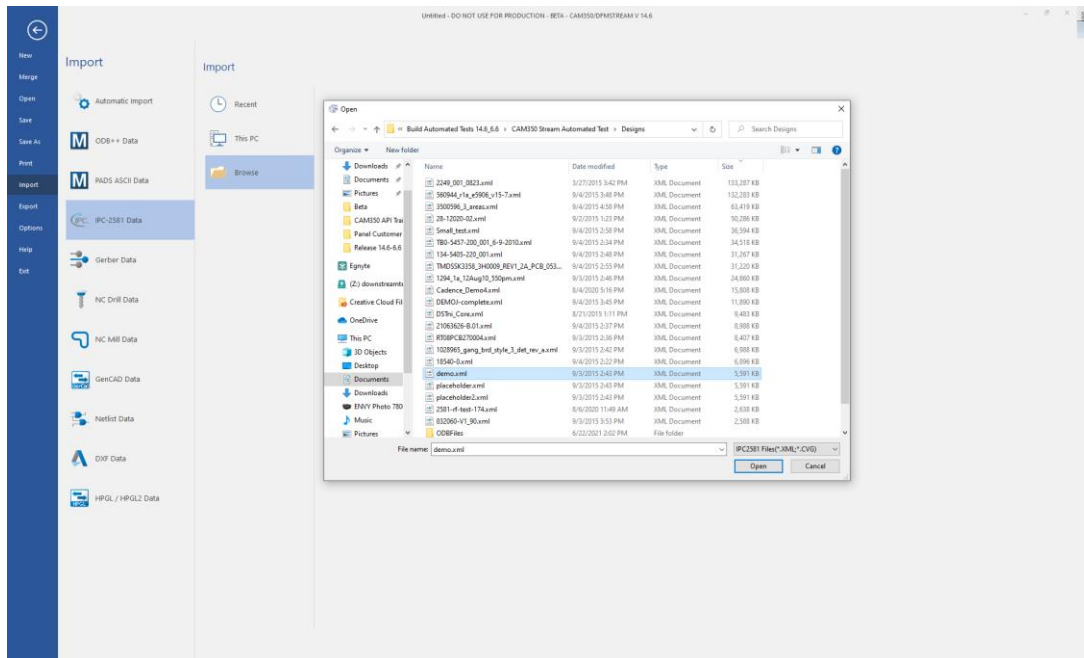 Untitled - DO NOT USE FOR PRODUCTION - BETA - CAM350/DFMSTREAM V 14.6
New
Merge
Open
Save
Save As
Print
Import
Export
Options
Help
Exit
Import
Automatic Import
ODB++ Data
PADS ASCII Data
IPC-2581 Data
Gerber Data
NC Drill Data
NC Mill Data
GenCAD Data
Netlist Data
DXF Data
HPGL / HPGL2 Data
Import
Recent
This PC
Browse
Open
« Build Automated Tests 14.6_6.6 › CAM350 Stream Automated Test › Designs
Search Designs
Organize
New folder
Downloads
Documents
Pictures
Beta
CAM350 API Trai
Panel Customer
Release 14.6-6.6
Egnyte
(Z:) downstreamte
Creative Cloud Fil
OneDrive
This PC
3D Objects
Desktop
Documents
Downloads
ENVY Photo 780
Music
Pictures
Name Date modified Type Size
2249_001_0823.xml 3/27/2015 3:42 PM XML Document 133,287 KB
560944_r1a_e5906_v15-7.xml 9/4/2015 3:48 PM XML Document 132,283 KB
3500596_3_areas.xml 9/4/2015 4:58 PM XML Document 63,419 KB
28-12020-02.xml 9/2/2015 1:23 PM XML Document 50,286 KB
Small_test.xml 9/4/2015 2:58 PM XML Document 36,594 KB
TB0-5457-200_001_6-9-2010.xml 9/4/2015 2:34 PM XML Document 34,518 KB
134-5403-220_001.xml 9/4/2015 2:48 PM XML Document 31,267 KB
TMDSSK3358_3H0009_REV1_2A_PCB_053... 9/4/2015 2:55 PM XML Document 31,220 KB
1294_1a_12Aug10_550pm.xml 9/3/2015 2:46 PM XML Document 24,860 KB
Cadence_Demo4.xml 8/4/2020 5:16 PM XML Document 15,808 KB
DEMOJ-complete.xml 9/4/2015 3:45 PM XML Document 11,890 KB
DSTni_Core.xml 8/21/2015 1:11 PM XML Document 9,483 KB
21063626-B.01.xml 9/4/2015 2:37 PM XML Document 8,988 KB
RT08PCB270004.xml 9/3/2015 2:36 PM XML Document 8,407 KB
1028965_gang_brd_style_3_det_rev_a.xml 9/3/2015 2:42 PM XML Document 6,988 KB
18540-0.xml 9/4/2015 2:22 PM XML Document 6,896 KB
demo.xml 9/3/2015 2:43 PM XML Document 5,591 KB
placeholder.xml 9/3/2015 2:43 PM XML Document 5,591 KB
placeholder2.xml 9/3/2015 2:43 PM XML Document 5,591 KB
2581-rf-test-174.xml 8/6/2020 11:49 AM XML Document 2,638 KB
832060-V1_90.xml 9/3/2015 3:53 PM XML Document 2,508 KB
ODBFiles 6/22/2021 2:02 PM File folder
File name: demo.xml
IPC2581 Files(*.XML;*.CVG)
Open
Cancel